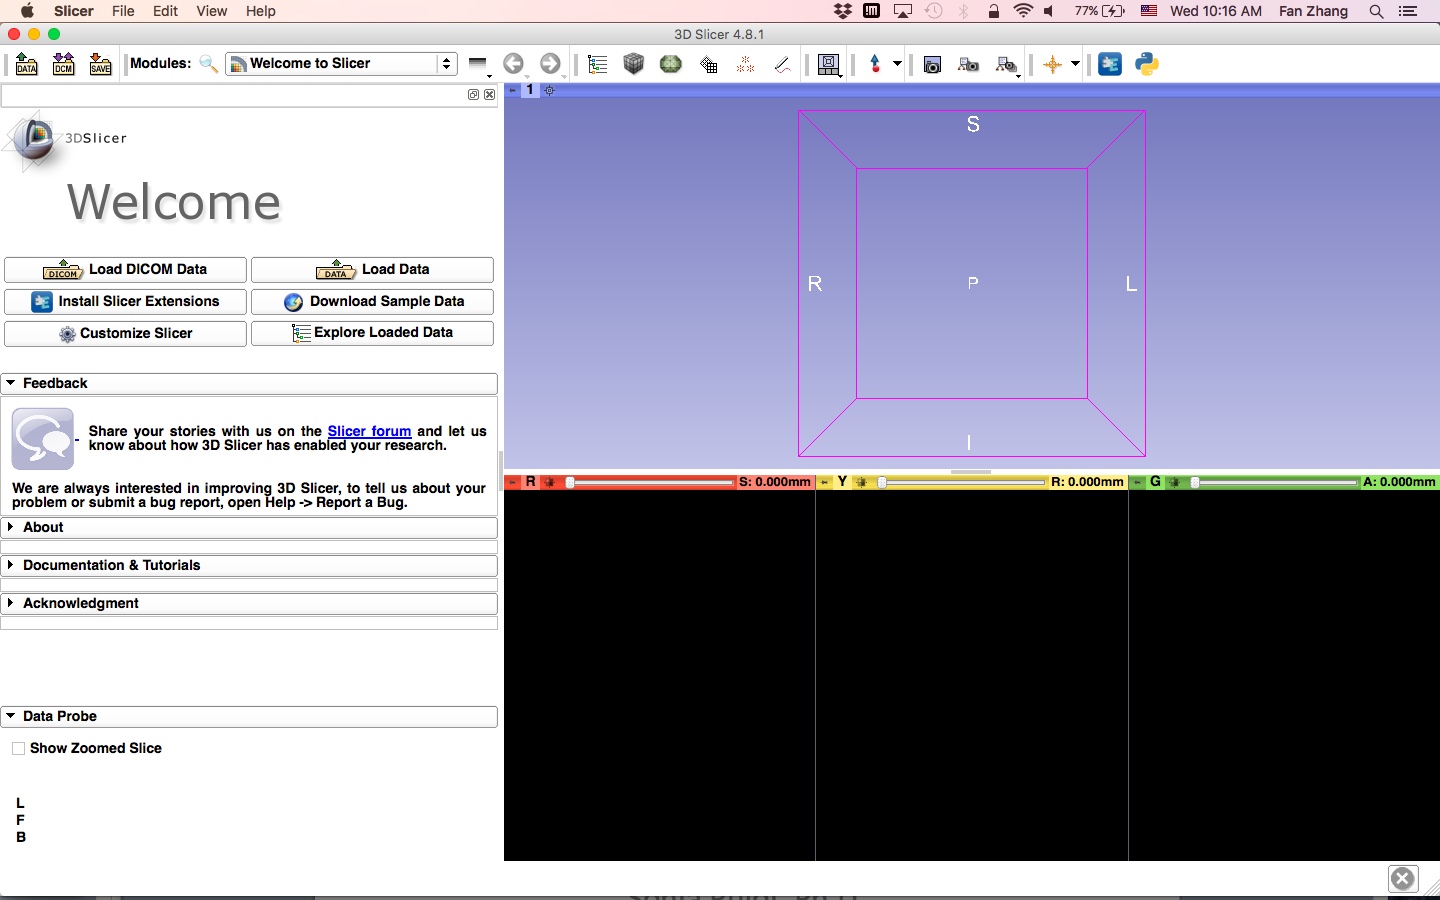 Slicer File Edit View Help 77% Wed 10:16 AM Fan Zhang
3D Slicer 4.8.1
DATA DCM SAVE Modules: Welcome to Slicer
1
3DSlicer
Welcome
DICOM Load DICOM Data DATA Load Data
Install Slicer Extensions Download Sample Data
Customize Slicer Explore Loaded Data
Feedback
Share your stories with us on the Slicer forum and let us
know about how 3D Slicer has enabled your research.
We are always interested in improving 3D Slicer, to tell us about your
problem or submit a bug report, open Help -> Report a Bug.
About
Documentation & Tutorials
Acknowledgment
Data Probe
Show Zoomed Slice
L
F
B
S
R P L
I
R S: 0.000mm Y R: 0.000mm G A: 0.000mm